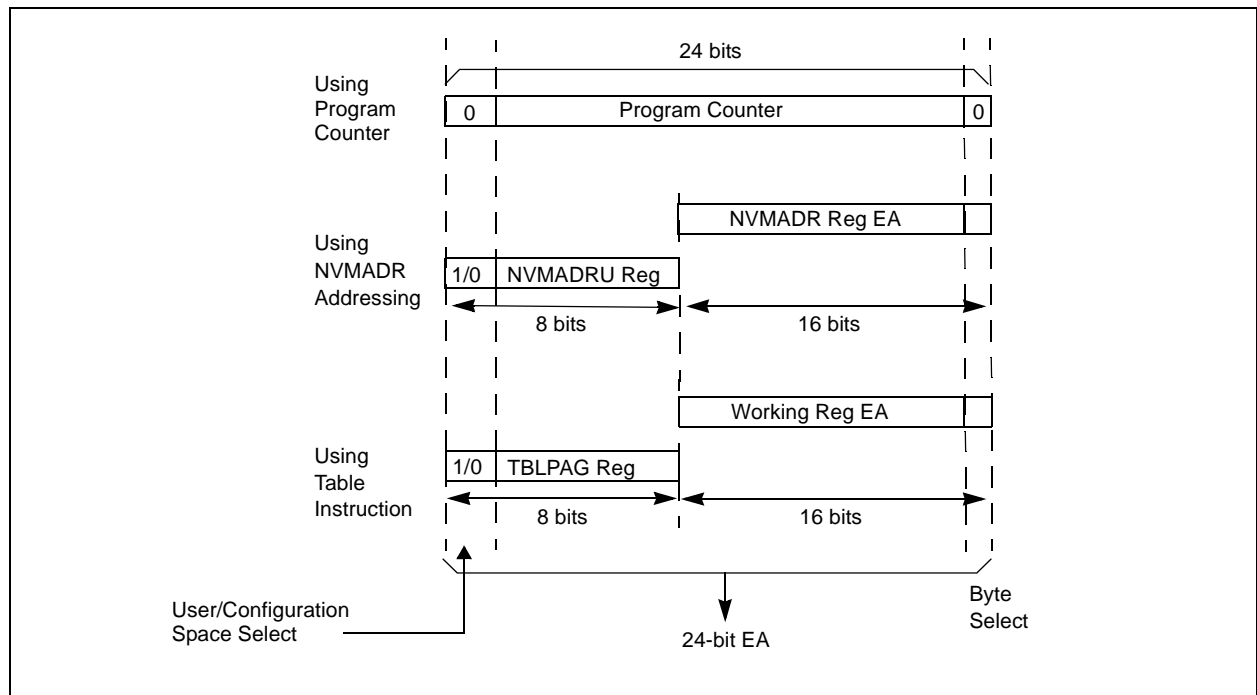 24 bits
Using
Program
Counter
0
Program Counter
0
NVMADR Reg EA
Using
NVMADR
Addressing
1/0
NVMADRU Reg
8 bits
16 bits
Working Reg EA
Using
Table
Instruction
1/0
TBLPAG Reg
8 bits
16 bits
User/Configuration
Space Select
24-bit EA
Byte
Select